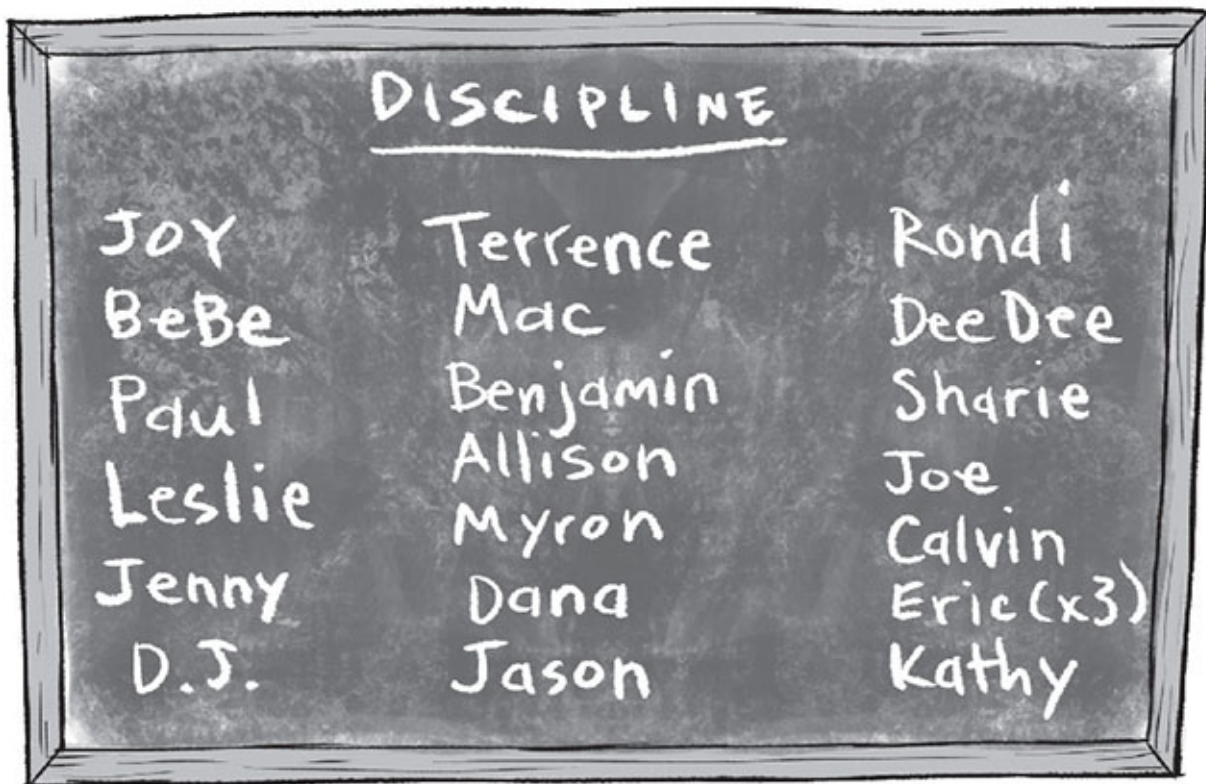 DISCIPLINE
Joy
BeBe
Paul
Leslie
Jenny
D.J.
Terrence
Mac
Benjamin
Allison
Myron
Dana
Jason
Rondi
DeeDee
Sharie
Joe
Calvin
Eric (x3)
Kathy